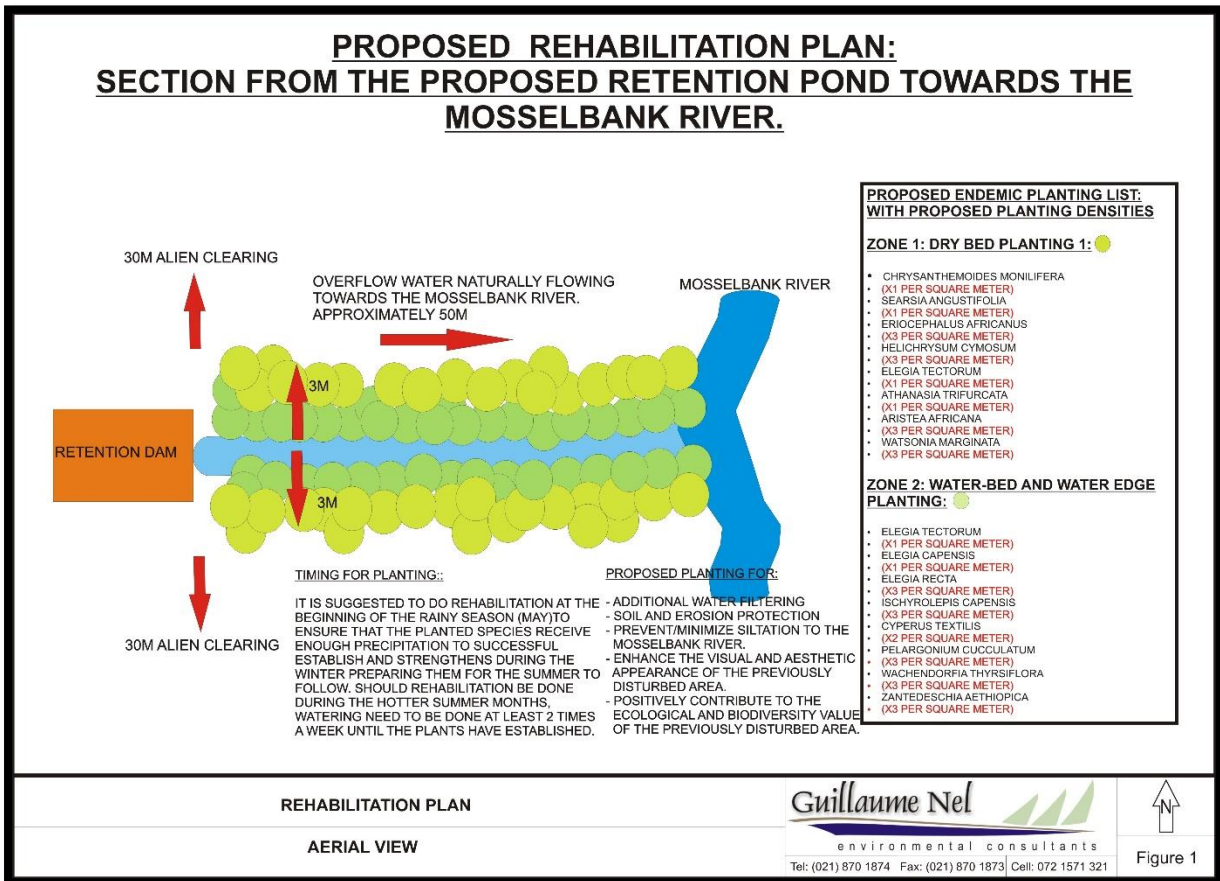 PROPOSED REHABILITATION PLAN:
SECTION FROM THE PROPOSED RETENTION POND TOWARDS THE
MOSSELBANK RIVER.
30M ALIEN CLEARING
OVERFLOW WATER NATURALLY FLOWING
TOWARDS THE MOSSELBANK RIVER.
APPROXIMATELY 50M
MOSSELBANK RIVER
3M
RETENTION DAM
3M
30M ALIEN CLEARING
TIMING FOR PLANTING::
IT IS SUGGESTED TO DO REHABILITATION AT THE
BEGINNING OF THE RAINY SEASON (MAY)TO
ENSURE THAT THE PLANTED SPECIES RECEIVE
ENOUGH PRECIPITATION TO SUCCESSFUL
ESTABLISH AND STRENGTHENS DURING THE
WINTER PREPARING THEM FOR THE SUMMER TO
FOLLOW. SHOULD REHABILITATION BE DONE
DURING THE HOTTER SUMMER MONTHS,
WATERING NEED TO BE DONE AT LEAST 2 TIMES
A WEEK UNTIL THE PLANTS HAVE ESTABLISHED.
PROPOSED PLANTING FOR:
- ADDITIONAL WATER FILTERING
- SOIL AND EROSION PROTECTION
- PREVENT/MINIMIZE SILTATION TO THE
MOSSELBANK RIVER.
- ENHANCE THE VISUAL AND AESTHETIC
APPEARANCE OF THE PREVIOUSLY
DISTURBED AREA.
- POSITIVELY CONTRIBUTE TO THE
ECOLOGICAL AND BIODIVERSITY VALUE
OF THE PREVIOUSLY DISTURBED AREA.
PROPOSED ENDEMIC PLANTING LIST:
WITH PROPOSED PLANTING DENSITIES
ZONE 1: DRY BED PLANTING 1:
• CHRYSANTHEMOIDES MONILIFERA
• (X1 PER SQUARE METER)
• SEARSIA ANGUSTIFOLIA
• (X1 PER SQUARE METER)
• ERIOCEPHALUS AFRICANUS
• (X3 PER SQUARE METER)
• HELICHRYSUM CYMOSUM
• (X3 PER SQUARE METER)
• ELEGIA TECTORUM
• (X1 PER SQUARE METER)
• ATHANASIA TRIFURCATA
• (X1 PER SQUARE METER)
• ARISTEA AFRICANA
• (X3 PER SQUARE METER)
• WATSONIA MARGINATA
• (X3 PER SQUARE METER)
ZONE 2: WATER-BED AND WATER EDGE
PLANTING:
• ELEGIA TECTORUM
• (X1 PER SQUARE METER)
• ELEGIA CAPENSIS
• (X1 PER SQUARE METER)
• ELEGIA RECTA
• (X3 PER SQUARE METER)
• ISCHYROLEPIS CAPENSIS
• (X3 PER SQUARE METER)
• CYPERUS TEXTILIS
• (X2 PER SQUARE METER)
• PELARGONIUM CUCCULATUM
• (X3 PER SQUARE METER)
• WACHENDORFIA THYRSIFLORA
• (X3 PER SQUARE METER)
• ZANTEDESCHIA AETHIOPICA
• (X3 PER SQUARE METER)
REHABILITATION PLAN
AERIAL VIEW
Guillaume Nel
environmental consultants
Tel: (021) 870 1874 Fax: (021) 870 1873 Cell: 072 1571 321
N
Figure 1